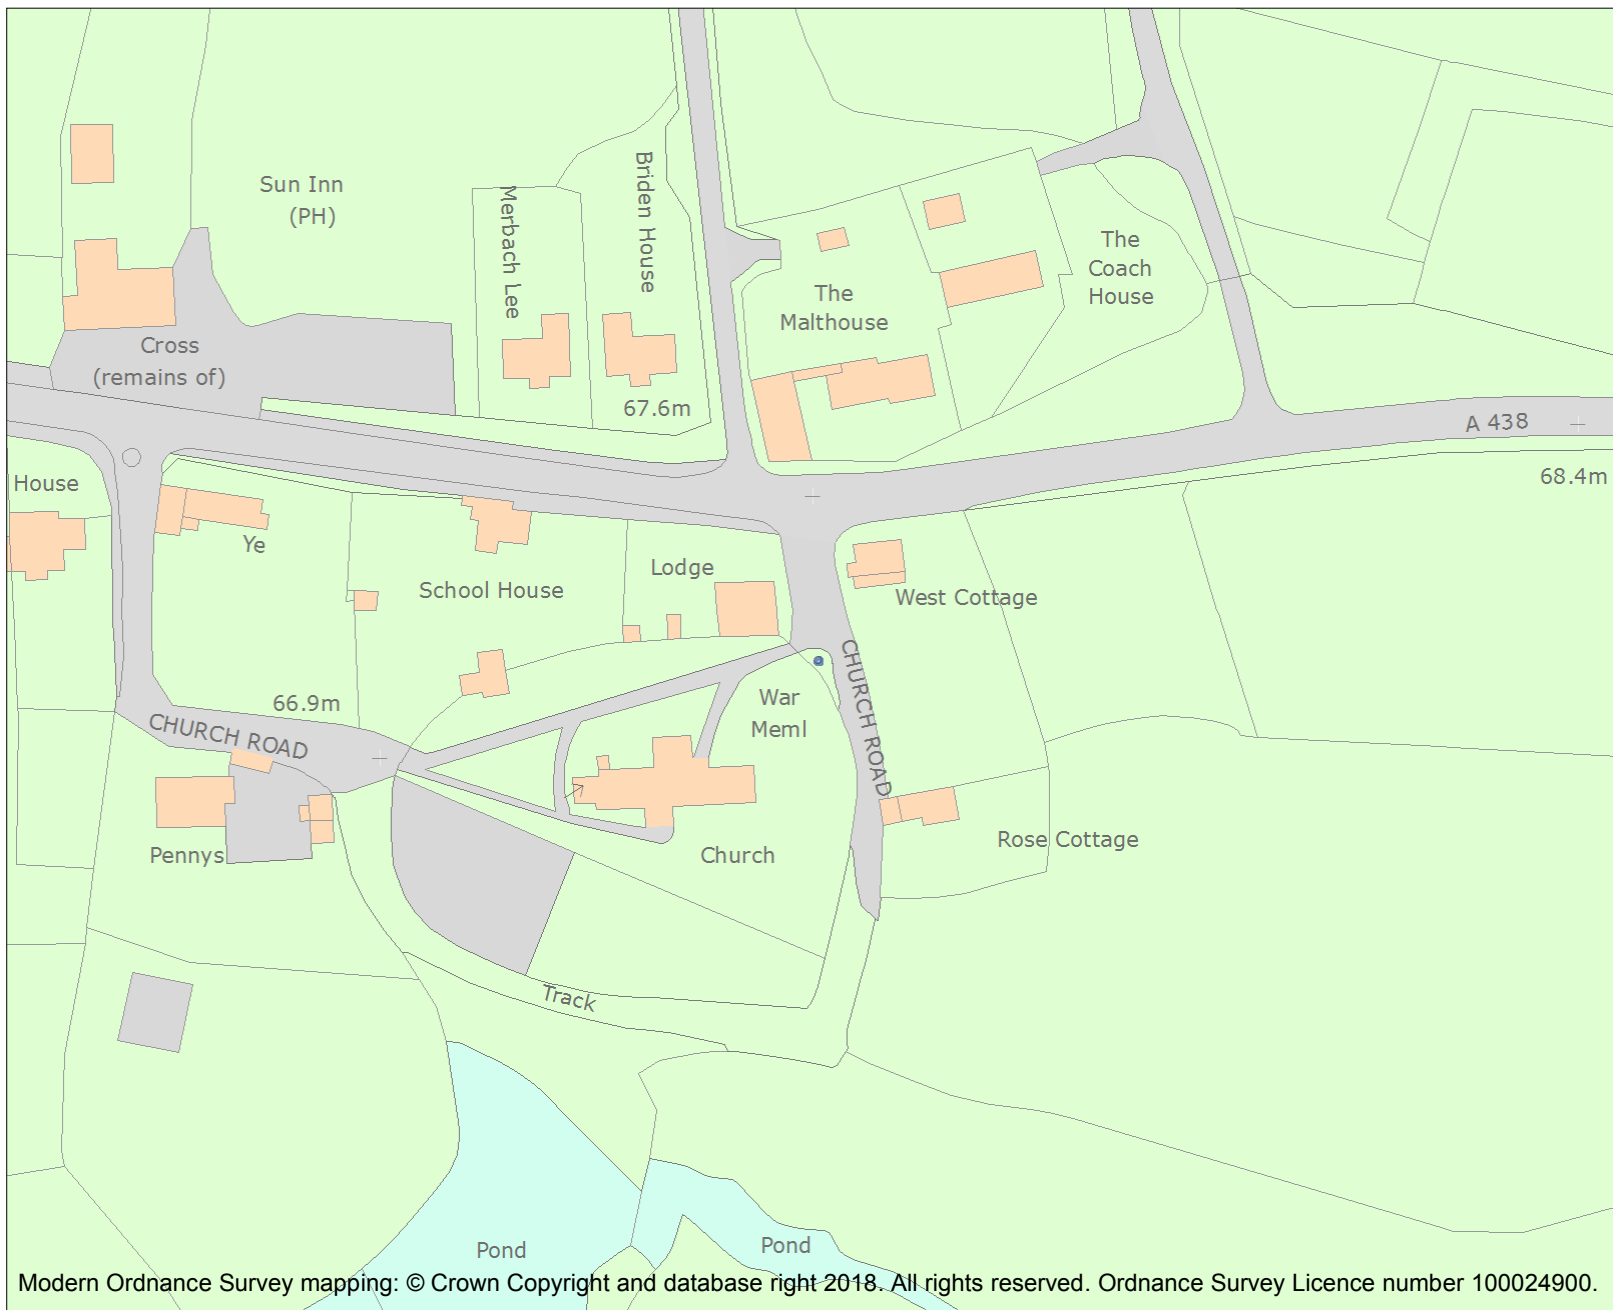 Sun Inn
(PH)
Merbach Lee
Briden House
The
Malthouse
The
Coach
House
Cross
(remains of)
67.6m
A 438
68.4m
House
Ye
School House
Lodge
West Cottage
CHURCH ROAD
War
Meml
66.9m
CHURCH ROAD
Pennys
Church
Rose Cottage
Track
Pond
Pond
Modern Ordnance Survey mapping: © Crown Copyright and database right 2018. All rights reserved. Ordnance Survey Licence number 100024900.